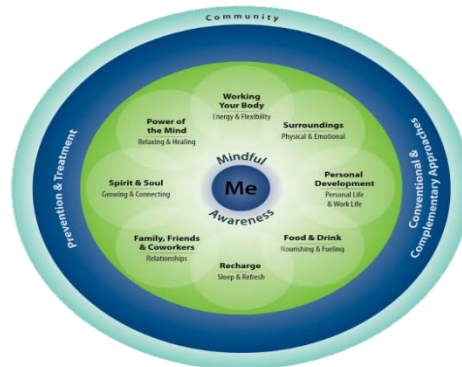 Community
Prevention & Treatment
Conventional &
Complementary Approaches
Working
Your Body
Energy & Flexibility
Surroundings
Physical & Emotional
Personal
Development
Personal Life
& Work Life
Food & Drink
Nourishing & Fueling
Recharge
Sleep & Refresh
Family, Friends
& Coworkers
Relationships
Spirit & Soul
Growing & Connecting
Power of
the Mind
Relaxing & Healing
Mindful
Me
Awareness